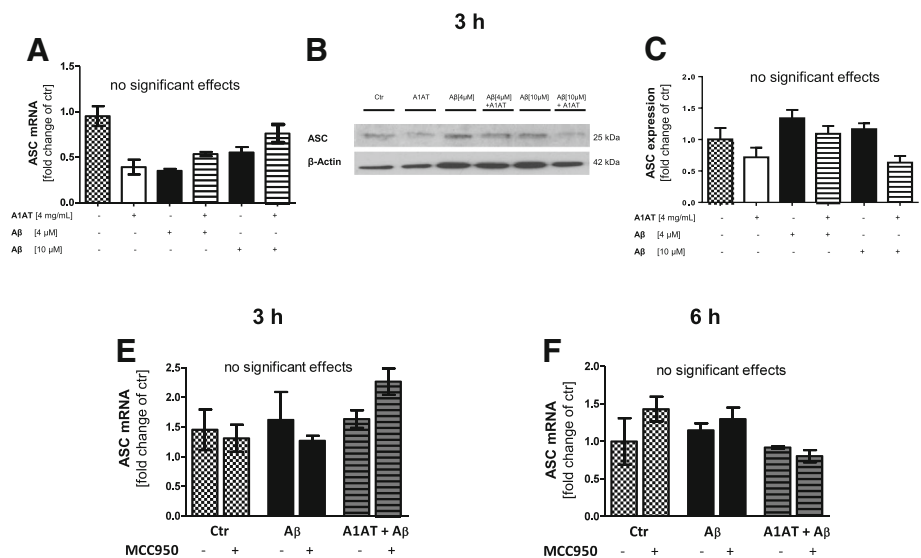 3 h
A
B
C
no significant effects
ASC mRNA
[fold change of ctr]
1.5
1.0
0.5
0.0
A1AT [4 mg/mL] - + - + - +
Aβ [4 µM] - - + + - -
Aβ [10 µM] - - - - + +
Ctr
A1AT
Aβ[4µM]
Aβ[4µM]
+A1AT
Aβ[10µM]
Aβ[10µM]
+ A1AT
ASC
25 kDa
β-Actin
42 kDa
no significant effects
ASC expression
[fold change of ctr]
2.0
1.5
1.0
0.5
0.0
A1AT [4 mg/mL] - + - + - +
Aβ [4 µM] - - + + - -
Aβ [10 µM] - - - - + +
3 h
6 h
E
F
no significant effects
ASC mRNA
[fold change of ctr]
2.5
2.0
1.5
1.0
0.5
0.0
Ctr
Aβ
A1AT + Aβ
MCC950 - + - + - +
no significant effects
ASC mRNA
[fold change of ctr]
2.0
1.5
1.0
0.5
0.0
Ctr
Aβ
A1AT + Aβ
MCC950 - + - + - +